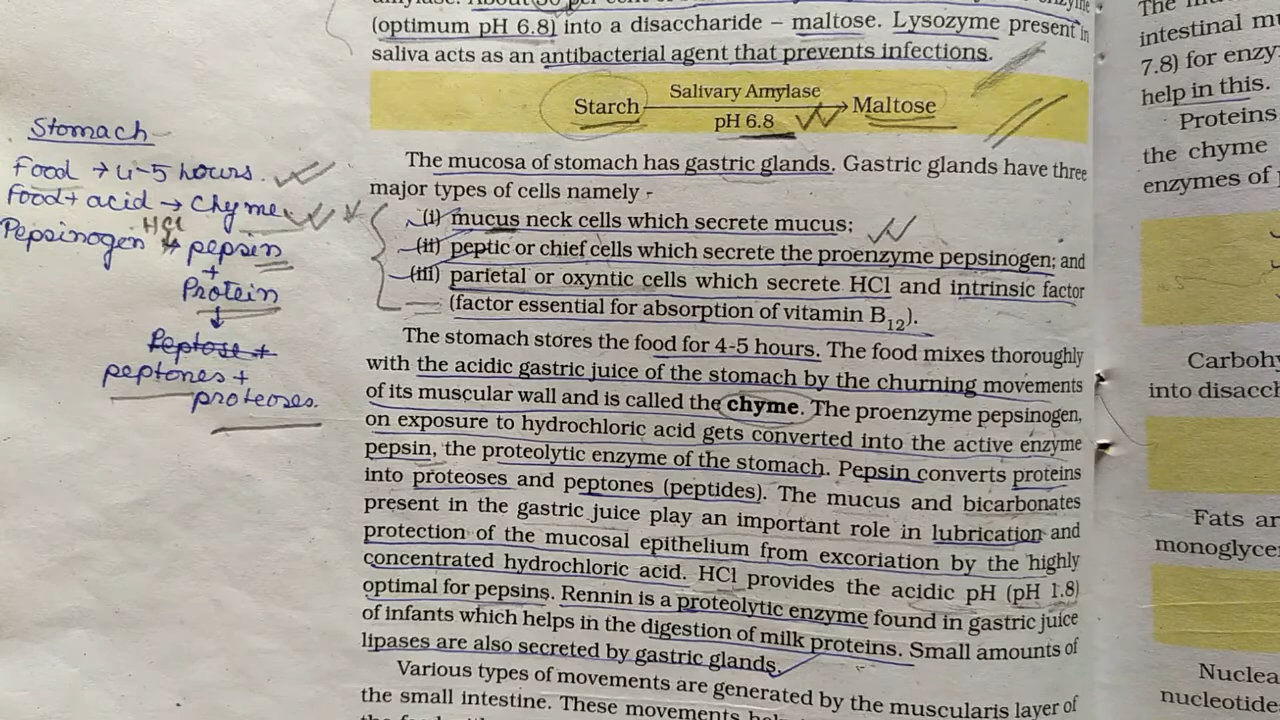 (optimum pH 6.8) into a disaccharide – maltose. Lysozyme present in
saliva acts as an antibacterial agent that prevents infections.
Starch Salivary Amylase Maltose
pH 6.8
The mucosa of stomach has gastric glands. Gastric glands have three
major types of cells namely -
(i) mucus neck cells which secrete mucus;
(ii) peptic or chief cells which secrete the proenzyme pepsinogen; and
(iii) parietal or oxyntic cells which secrete HCl and intrinsic factor
(factor essential for absorption of vitamin B12).
The stomach stores the food for 4-5 hours. The food mixes thoroughly
with the acidic gastric juice of the stomach by the churning movements
of its muscular wall and is called the chyme. The proenzyme pepsinogen,
on exposure to hydrochloric acid gets converted into the active enzyme
pepsin, the proteolytic enzyme of the stomach. Pepsin converts proteins
into proteoses and peptones (peptides). The mucus and bicarbonates
present in the gastric juice play an important role in lubrication and
protection of the mucosal epithelium from excoriation by the highly
concentrated hydrochloric acid. HCl provides the acidic pH (pH 1.8)
optimal for pepsins. Rennin is a proteolytic enzyme found in gastric juice
of infants which helps in the digestion of milk proteins. Small amounts of
lipases are also secreted by gastric glands.
Various types of movements are generated by the muscularis layer of
the small intestine. These movements
Stomach
Food → 4-5 hours.
Food + acid → Chyme
HCl
Pepsinogen → pepsin
+
Protein
↓
Peptose +
peptones +
proteoses.
intestinal
7.8) for
help in this.
Proteins
the chyme
enzymes of
into
Fats